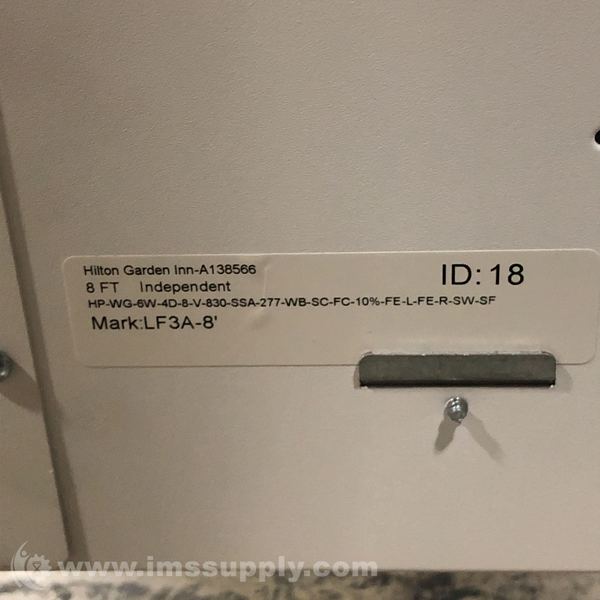 Hilton Garden Inn-A138566
ID: 18
8 FT Independent
HP-WG-6W-4D-8-V-830-SSA-277-WB-SC-FC-10%-FE-L-FE-R-SW-SF
Mark:LF3A-8'
www.imssupply.com